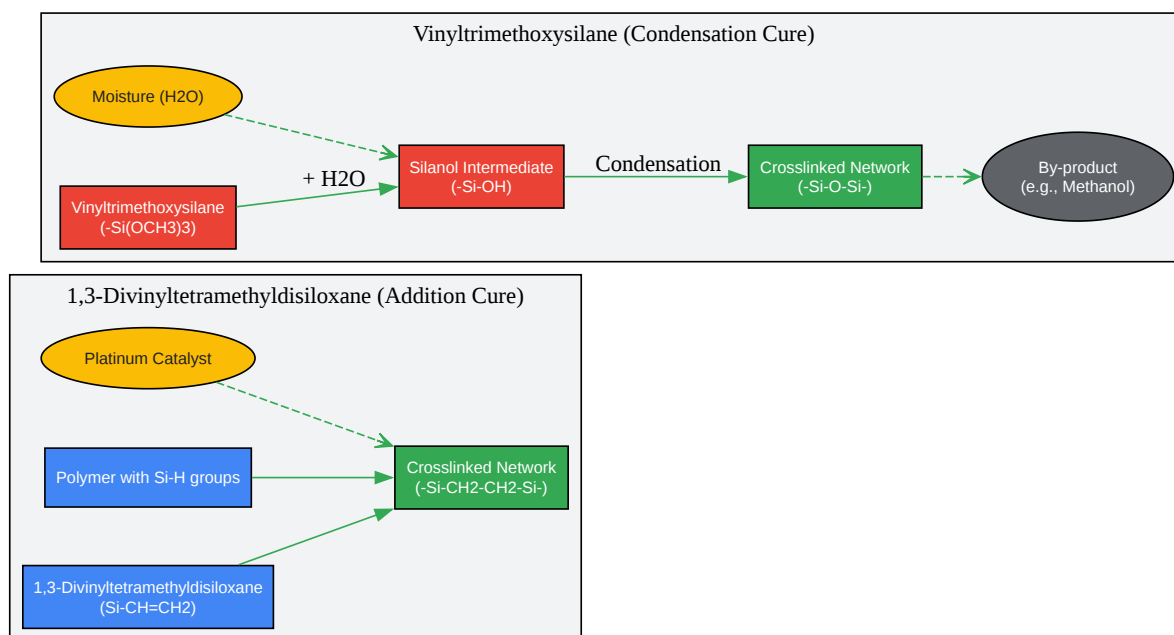 Vinyltrimethoxysilane (Condensation Cure)
Moisture (H2O)
+ H2O
Vinyltrimethoxysilane
(-Si(OCH3)3)
Silanol Intermediate
(-Si-OH)
Condensation
Crosslinked Network
(-Si-O-Si-)
By-product
(e.g., Methanol)
1,3-Divinyltetramethyldisiloxane (Addition Cure)
Platinum Catalyst
Polymer with Si-H groups
Crosslinked Network
(-Si-CH2-CH2-Si-)
1,3-Divinyltetramethyldisiloxane
(Si-CH=CH2)